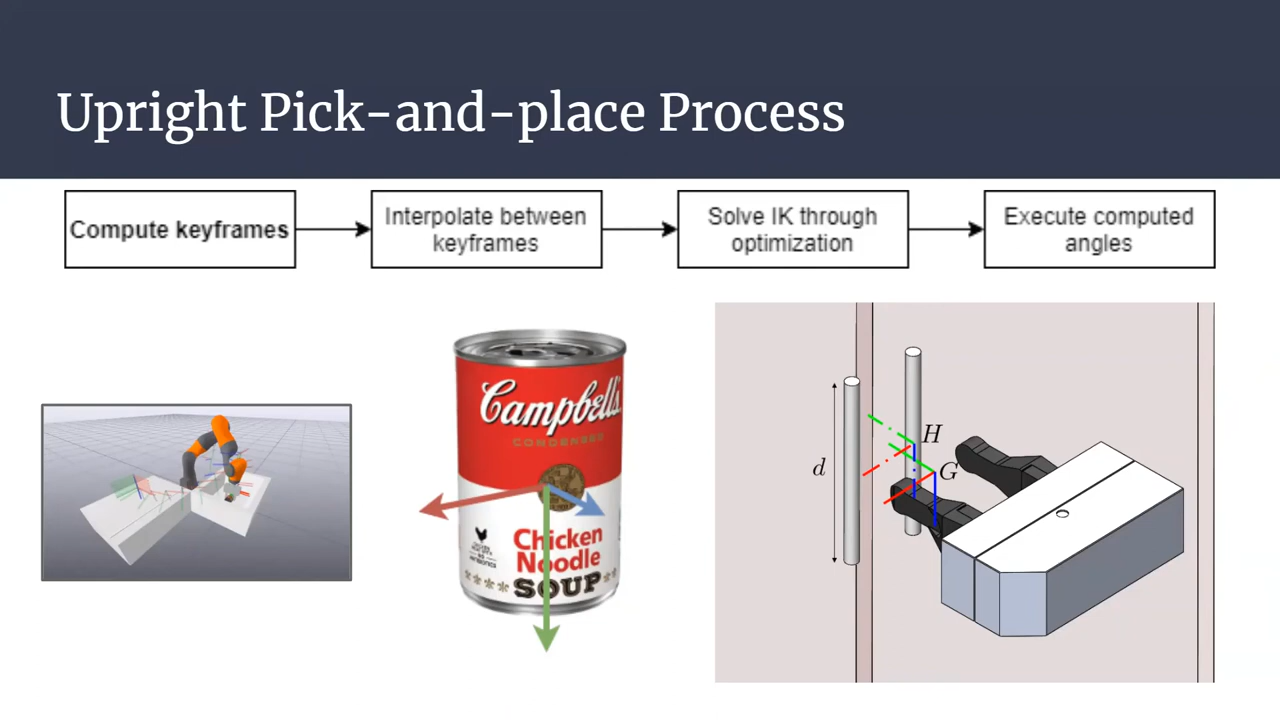 Upright Pick-and-place Process
Compute keyframes
Interpolate between
keyframes
Solve IK through
optimization
Execute computed
angles
Campbell's
CONDENSED
Chicken
Noodle
SOUP
d
H
G